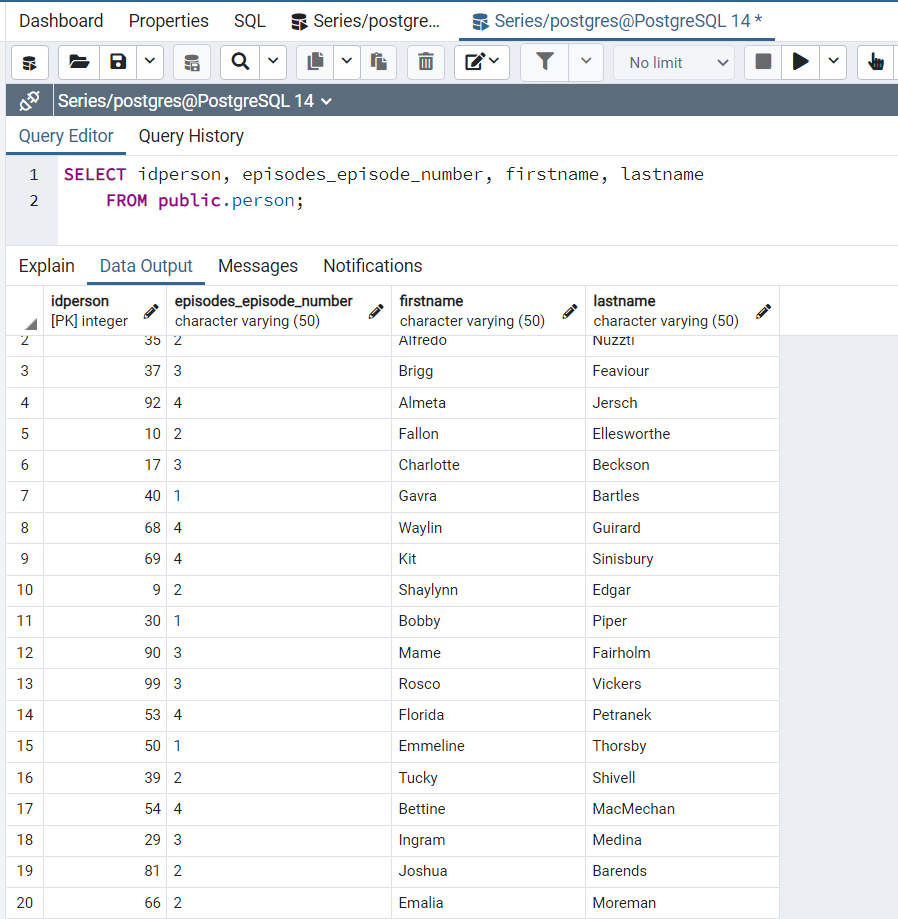 Dashboard Properties SQL Series/postgre... Series/postgres@PostgreSQL 14 *
No limit
Series/postgres@PostgreSQL 14
Query Editor Query History
1 SELECT idperson, episodes_episode_number, firstname, lastname
2 FROM public.person;
Explain Data Output Messages Notifications
idperson episodes_episode_number firstname lastname
[PK] integer character varying (50) character varying (50) character varying (50)
2 35 2 Alfredo Nuzzti
3 37 3 Brigg Feaviour
4 92 4 Almeta Jersch
5 10 2 Fallon Ellesworthe
6 17 3 Charlotte Beckson
7 40 1 Gavra Bartles
8 68 4 Waylin Guirard
9 69 4 Kit Sinisbury
10 9 2 Shaylynn Edgar
11 30 1 Bobby Piper
12 90 3 Mame Fairholm
13 99 3 Rosco Vickers
14 53 4 Florida Petranek
15 50 1 Emmeline Thorsby
16 39 2 Tucky Shivell
17 54 4 Bettine MacMechan
18 29 3 Ingram Medina
19 81 2 Joshua Barends
20 66 2 Emalia Moreman